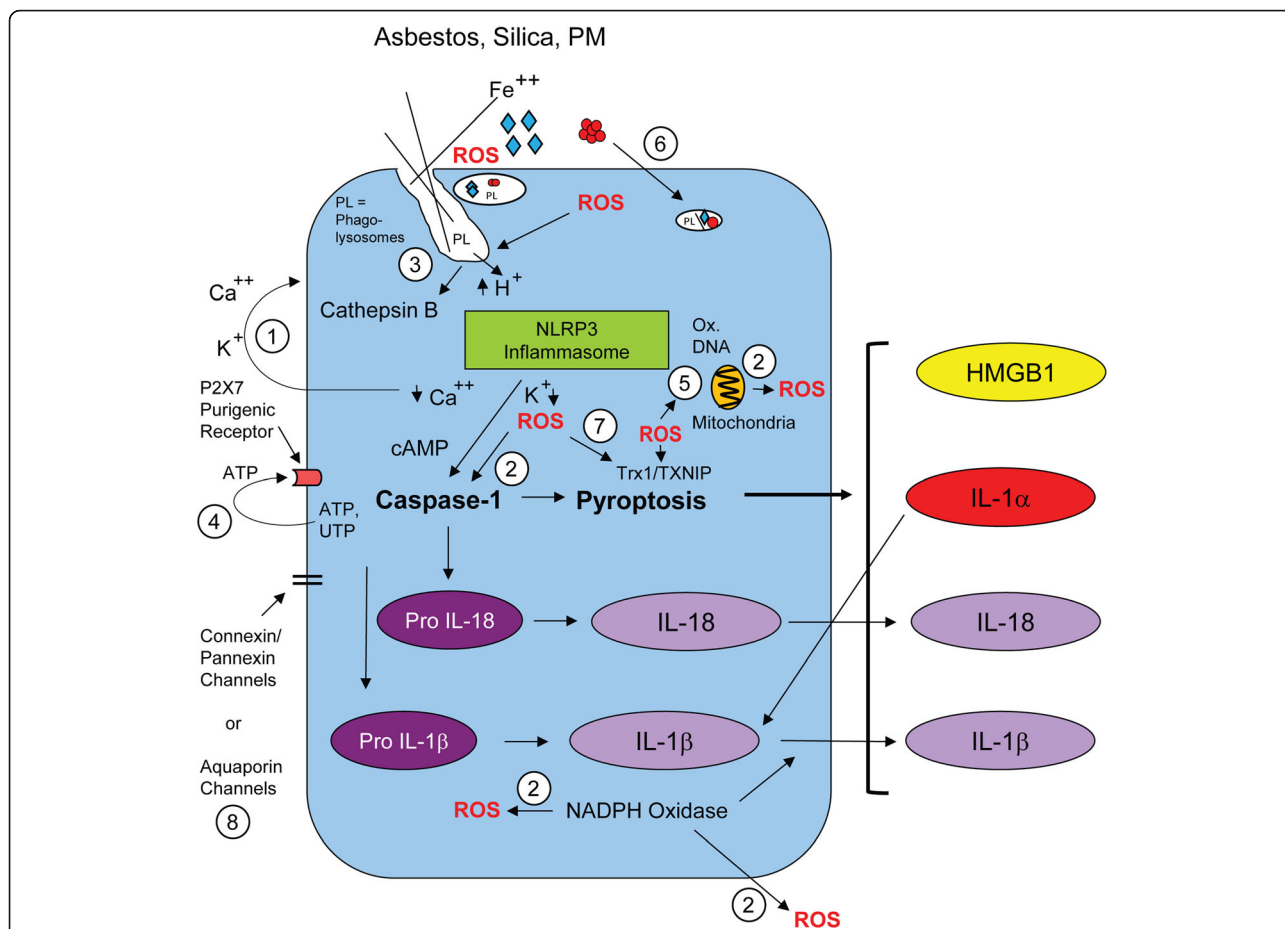 Asbestos, Silica, PM
Fe++
6
ROS
PL
ROS
PL =
Phago-
lysosomes
PL
PL
3
H+
Ca++
Cathepsin B
1
K+
NLRP3
Inflammasome
Ox.
DNA
2
5
ROS
Mitochondria
P2X7
Purigenic
Receptor
Ca++
K+
ROS
7
ROS
cAMP
2
Trx1/TXNIP
ATP
Caspase-1
Pyroptosis
4
ATP,
UTP
HMGB1
IL-1α
Connexin/
Pannexin
Channels
or
Aquaporin
Channels
8
Pro IL-18
IL-18
IL-18
Pro IL-1β
IL-1β
IL-1β
2
ROS
NADPH Oxidase
2
ROS